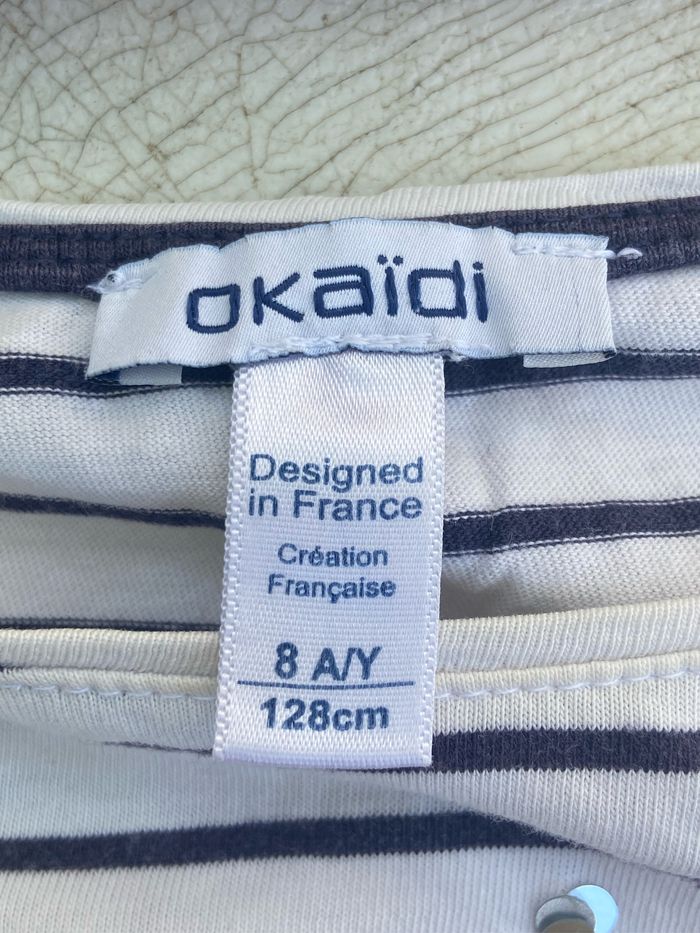 okaïdi
Designed
in France
Création
Française
8 A/Y
128cm